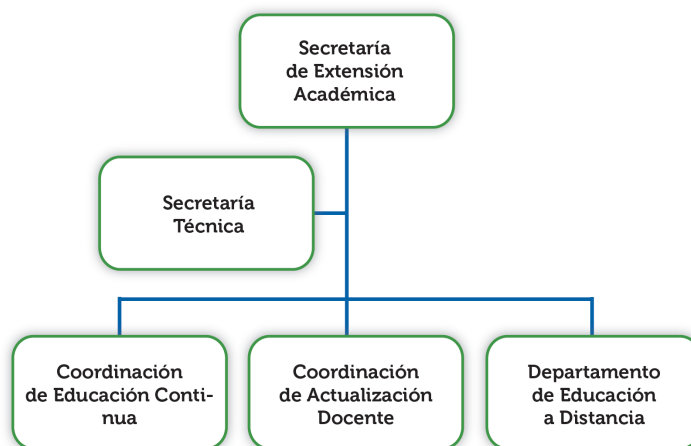 Secretaría
de Extensión
Académica
Secretaría
Técnica
Coordinación
de Educación Conti-
nua
Coordinación
de Actualización
Docente
Departamento
de Educación
a Distancia